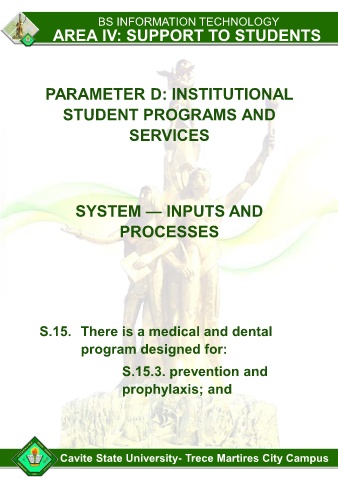 BS INFORMATION TECHNOLOGY
AREA IV: SUPPORT TO STUDENTS
PARAMETER D: INSTITUTIONAL
STUDENT PROGRAMS AND
SERVICES
SYSTEM — INPUTS AND
PROCESSES
S.15. There is a medical and dental
program designed for:
S.15.3. prevention and
prophylaxis; and
Cavite State University- Trece Martires City Campus